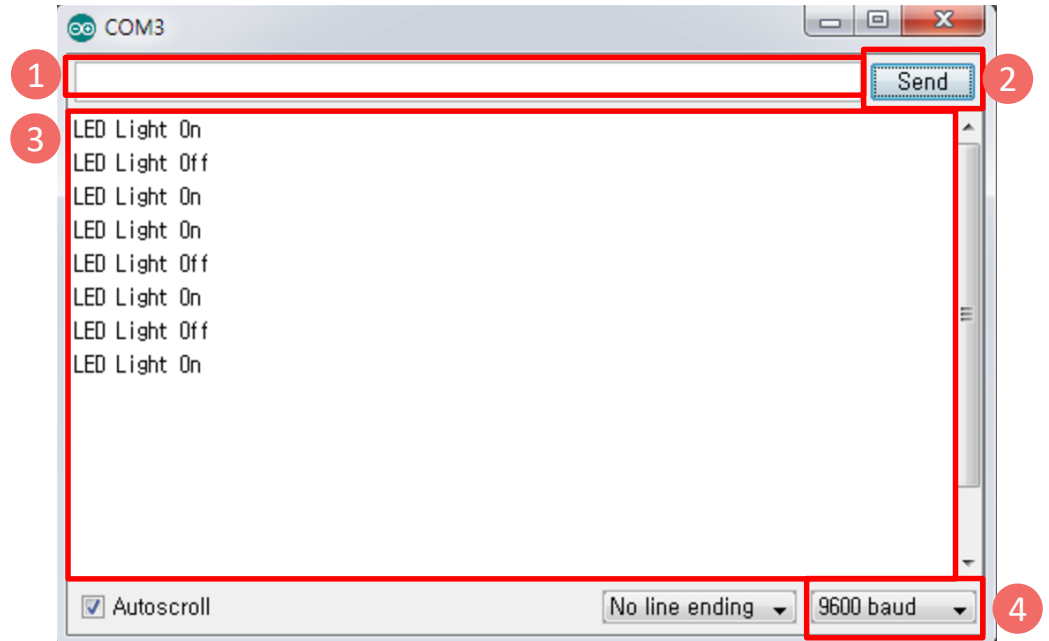 COM3
1
Send
2
3
LED Light On
LED Light Off
LED Light On
LED Light On
LED Light Off
LED Light On
LED Light Off
LED Light On
Autoscroll
No line ending
9600 baud
4